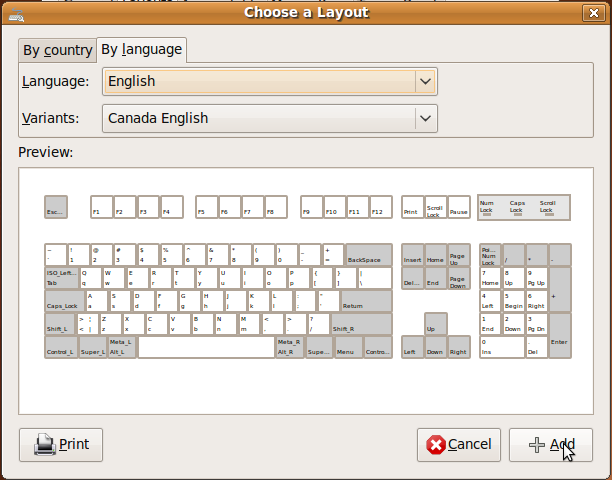 Choose a Layout
By country By language
Language: English
Variants: Canada English
Preview:
Esc... F1 F2 F3 F4 F5 F6 F7 F8 F9 F10 F11 F12 Print Scroll Lock Pause Num Lock Caps Lock Scroll Lock
~ ! @ # $ % ^ & * ( ) _ +
` 1 2 3 4 5 6 7 8 9 0 - = BackSpace Insert Home Page Up Poi... Num Lock / * -
ISO_Left... Tab Q q W w E e R r T t Y y U u I i O o P p { [ } ] | \ Del... End Page Down 7 Home 8 Up 9 Pg Up
Caps_Lock A a S s D d F f G g H h J j K k L l : ; " ' Return 4 Left 5 Begin 6 Right +
Shift_L > < ¦ | Z z X x C c V v B b N n M m < , > . ? / Shift_R Up 1 End 2 Down 3 Pg Dn
Control_L Super_L Meta_L Alt_L Meta_R Alt_R Supe... Menu Contro... Left Down Right 0 Ins . Del Enter
Print Cancel Add